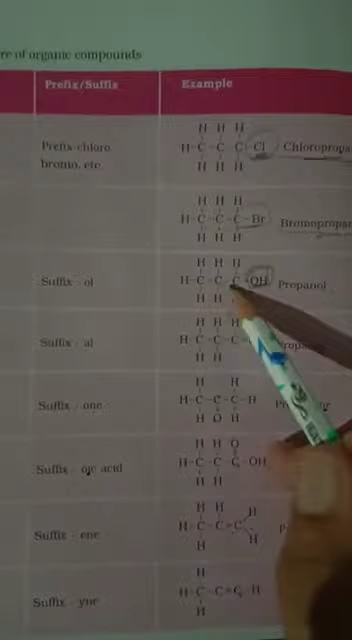 re of organic compounds
Prefix/Suffix Example
H H H
Prefix-chloro, H-C-C-C-Cl Chloropropa
bromo, etc. H H H
H H H
H-C-C-C-Br Bromopropa
H H H
H H H
Suffix - ol H-C-C-C-OH Propanol
H H
H H H
Suffix - al H-C-C-C
H H
H H
Suffix - one H-C-C-C-H
H O H
H H O
Suffix - oic acid H-C-C-C-OH
H H
H H H
Suffix - ene H-C-C=C
H H
H
Suffix - yne H-C-C≡C-H
H